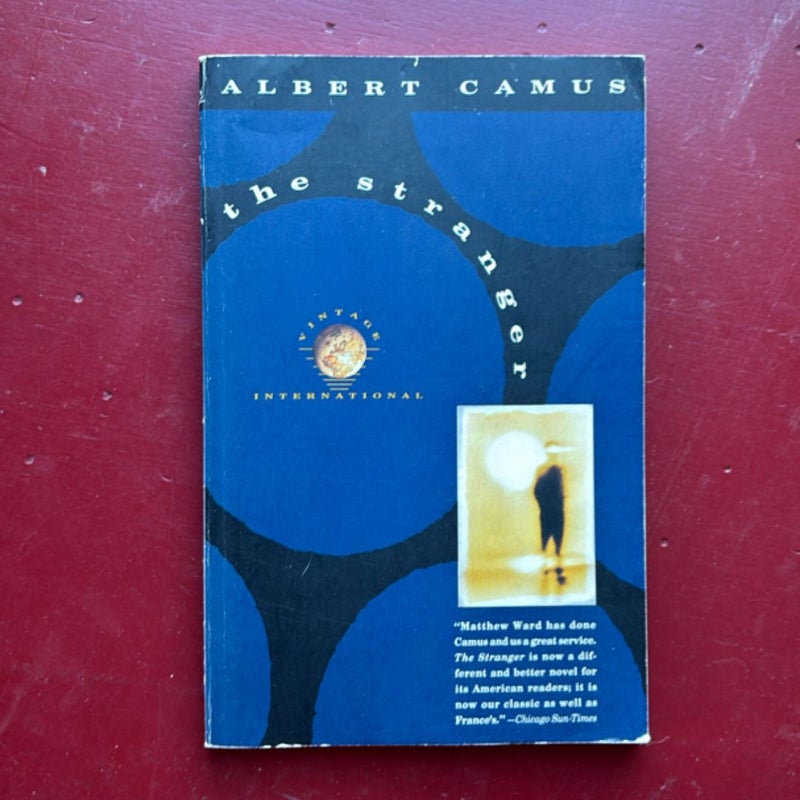 ALBERT CAMUS
the stranger
VINTAGE
INTERNATIONAL
"Matthew Ward has done
Camus and us a great service.
The Stranger is now a dif-
ferent and better novel for
its American readers; it is
now our classic as well as
France's." —Chicago Sun-Times